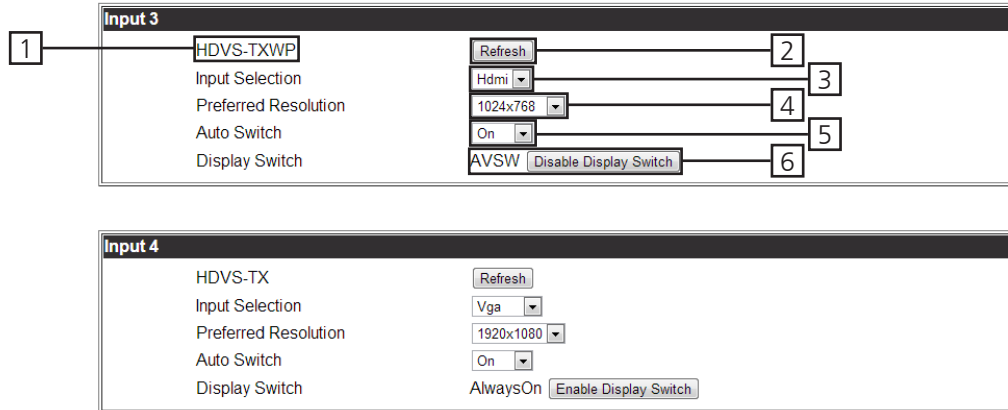 Input 3
1 HDVS-TXWP Refresh 2
Input Selection Hdmi 3
Preferred Resolution 1024x768 4
Auto Switch On 5
Display Switch AVSW Disable Display Switch 6
Input 4
HDVS-TX Refresh
Input Selection Vga
Preferred Resolution 1920x1080
Auto Switch On
Display Switch AlwaysOn Enable Display Switch